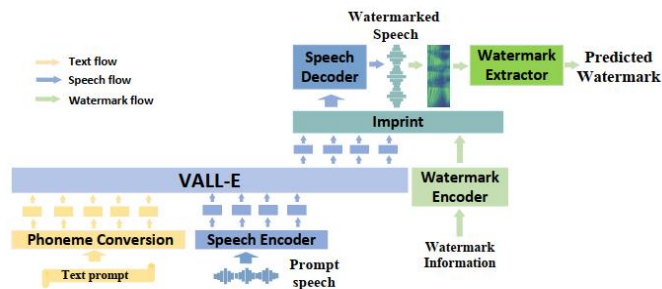 Watermarked
Speech
Text flow
Speech flow
Watermark flow
Speech
Decoder
Watermark
Extractor
Predicted
Watermark
Imprint
VALL-E
Watermark
Encoder
Phoneme Conversion
Speech Encoder
Text prompt
Prompt
speech
Watermark
Information